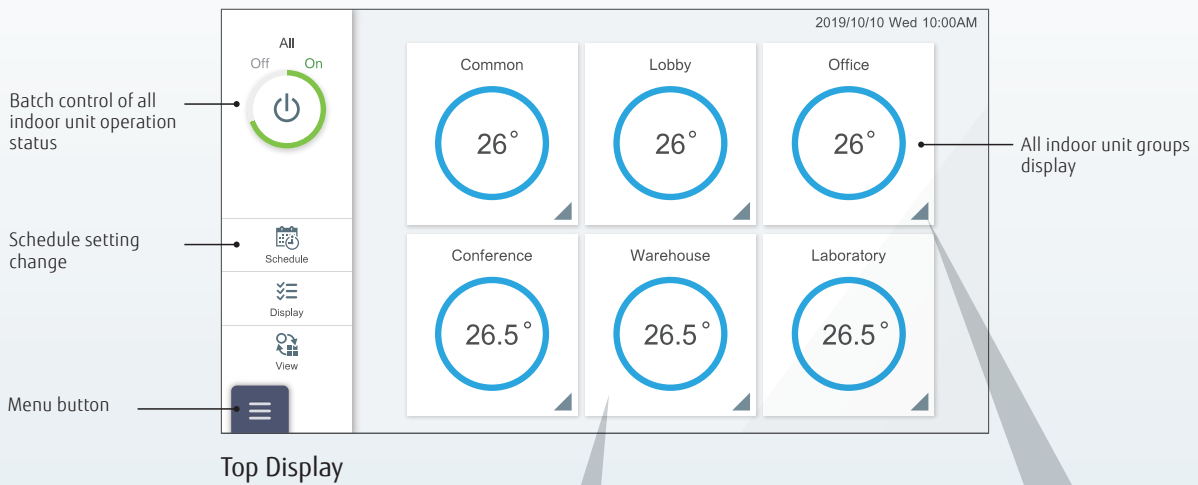 2019/10/10 Wed 10:00AM
All
Off On
Batch control of all
indoor unit operation
status
Schedule setting
change
Schedule
Display
View
Menu button
Common
26°
Lobby
26°
Office
26°
All indoor unit groups
display
Conference
26.5°
Warehouse
26.5°
Laboratory
26.5°
Top Display